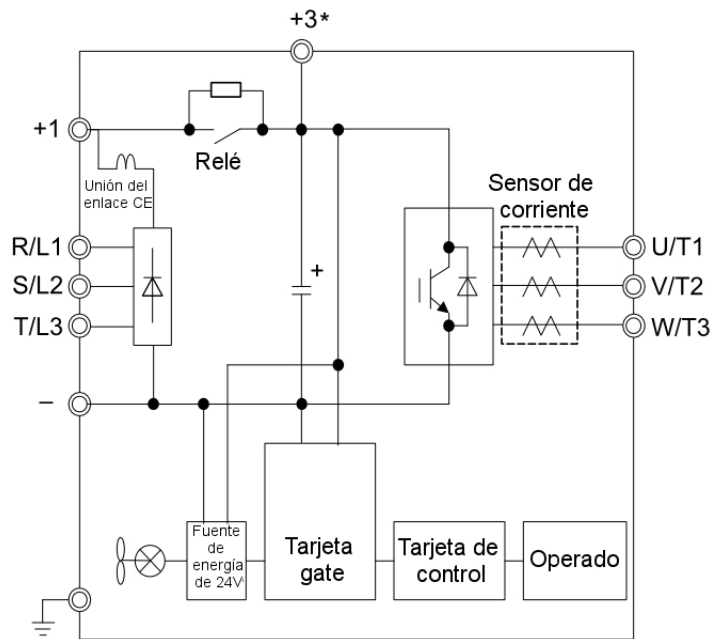 +3*
+1
Relé
Unión del
enlace CE
Sensor de
corriente
R/L1
S/L2
T/L3
U/T1
V/T2
W/T3
+
–
Fuente
de
energía
de 24V
Tarjeta
gate
Tarjeta de
control
Operado